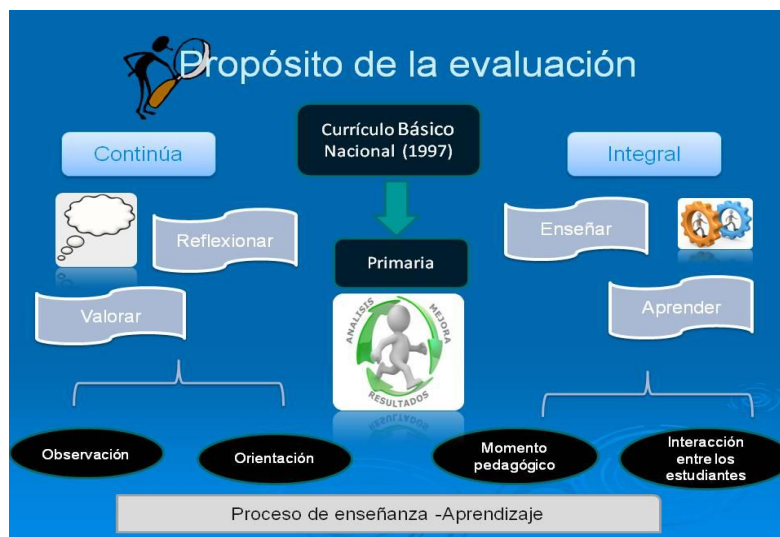 Propósito de la evaluación
Currículo Básico
Nacional (1997)
Continúa
Integral
Reflexionar
Enseñar
Primaria
Valorar
Aprender
ANALISIS
MEJORA
RESULTADOS
Observación
Orientación
Momento
pedagógico
Interacción
entre los
estudiantes
Proceso de enseñanza -Aprendizaje